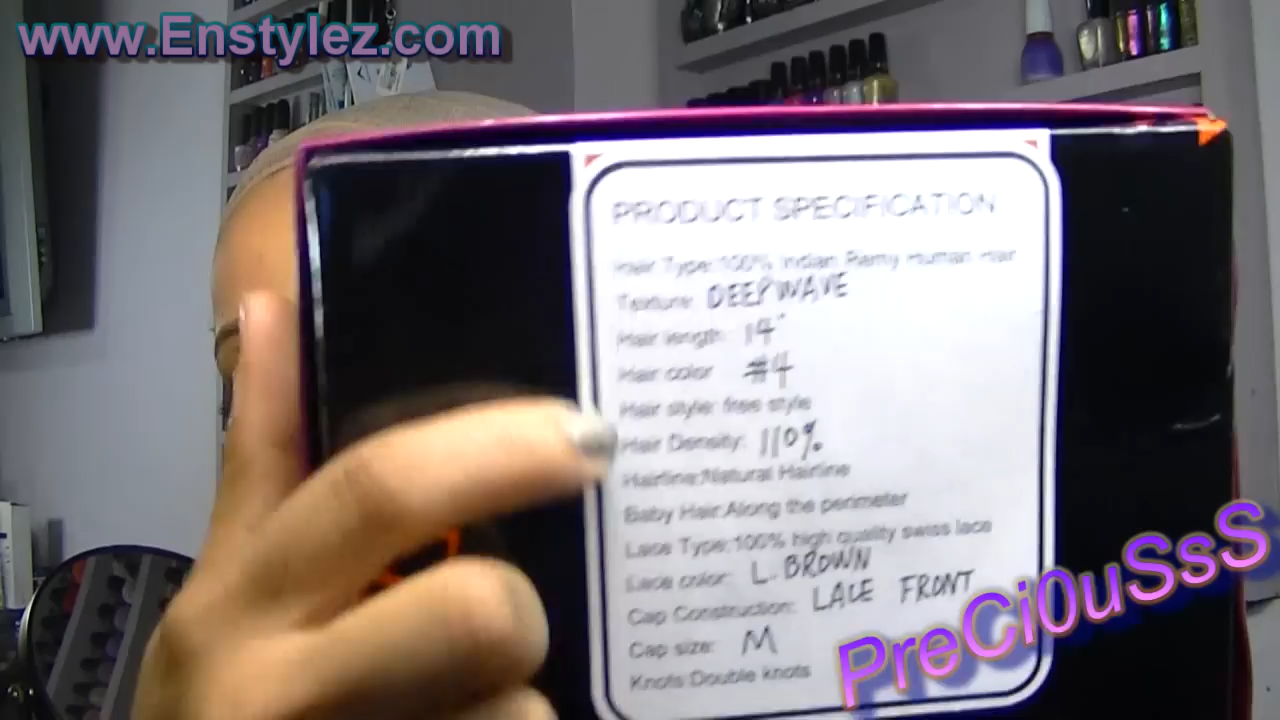 www.Enstylez.com
PRODUCT SPECIFICATION
Hair Type:100% Indian Remy Human Hair
Texture: DEEPWAVE
Hair length: 14"
Hair color: #4
Hair style: free style
Hair Density: 110%
Hairline:Natural Hairline
Baby Hair:Along the perimeter
Lace Type:100% high quality swiss lace
Lace color: L. BROWN
Cap Construction: LACE FRONT
Cap size: M
Knots:Double knots
PreCi0uSsS